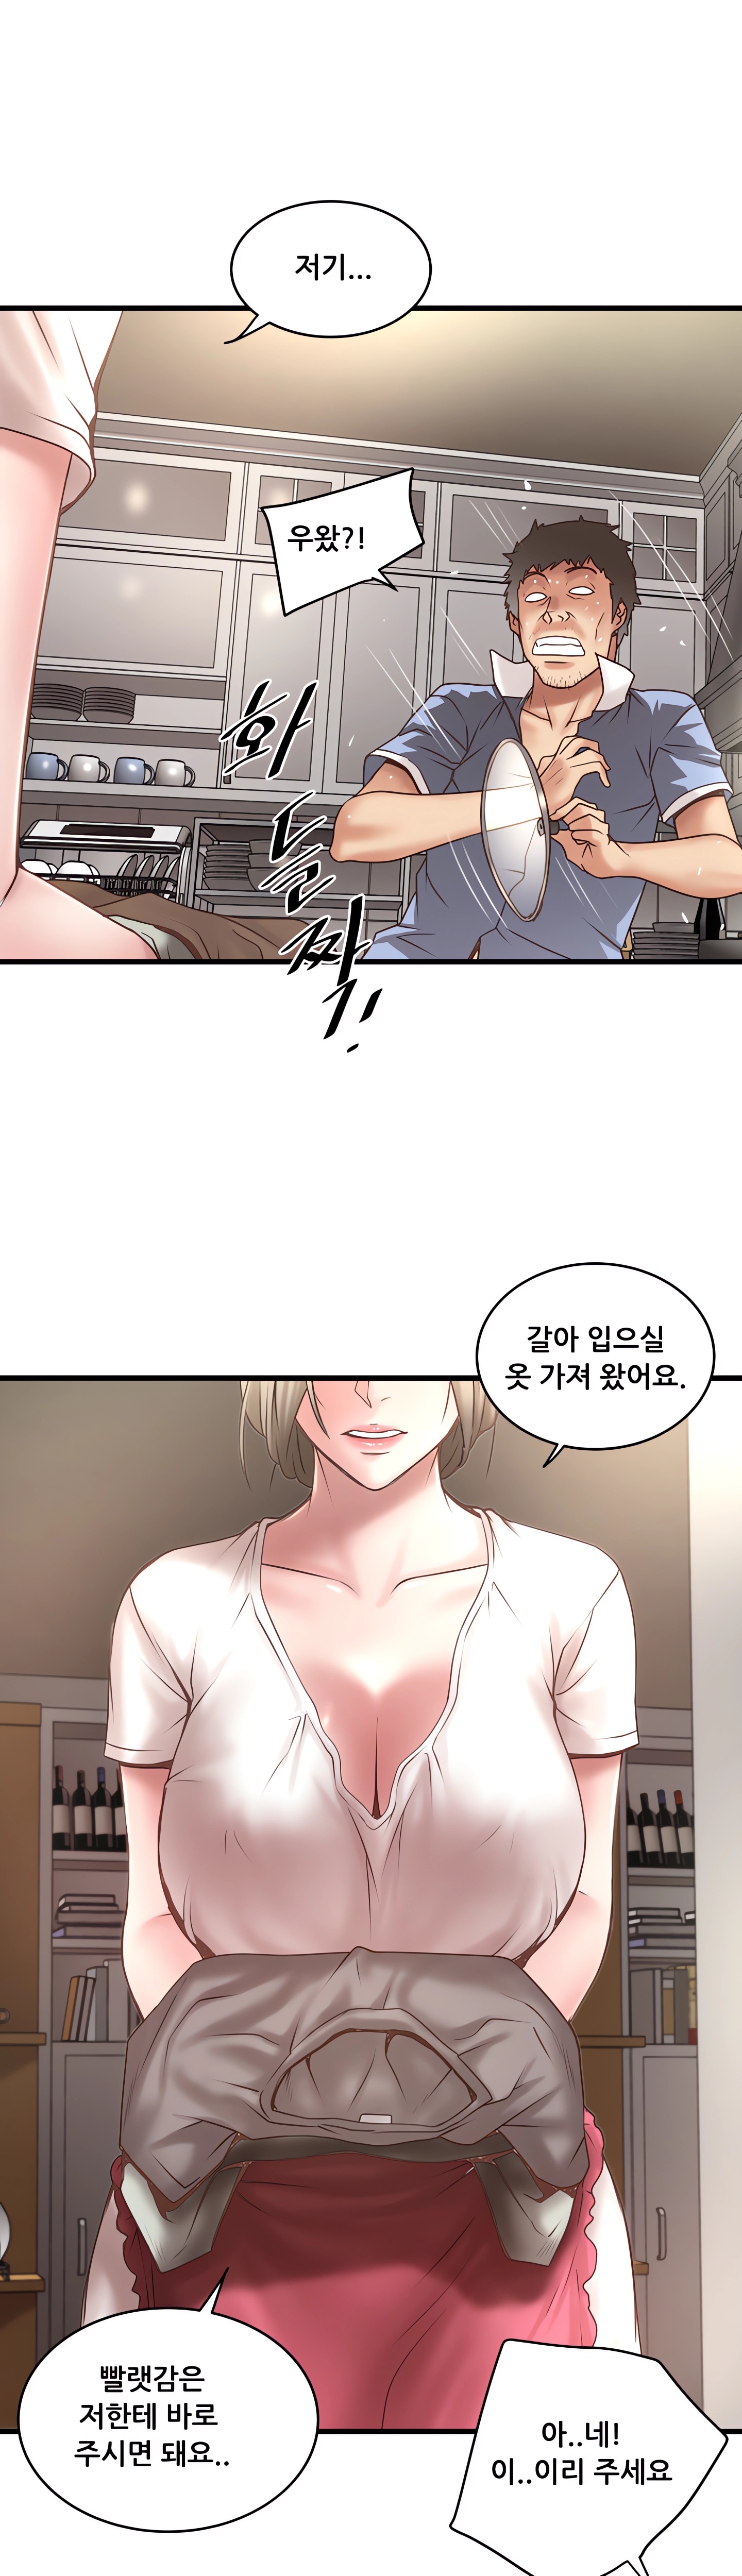 저기...
우왔?!
화
들
짝!
갈아 입으실
옷 가져 왔어요.
빨랫감은
저한테 바로
주시면 돼요..
아..네!
이..이리 주세요